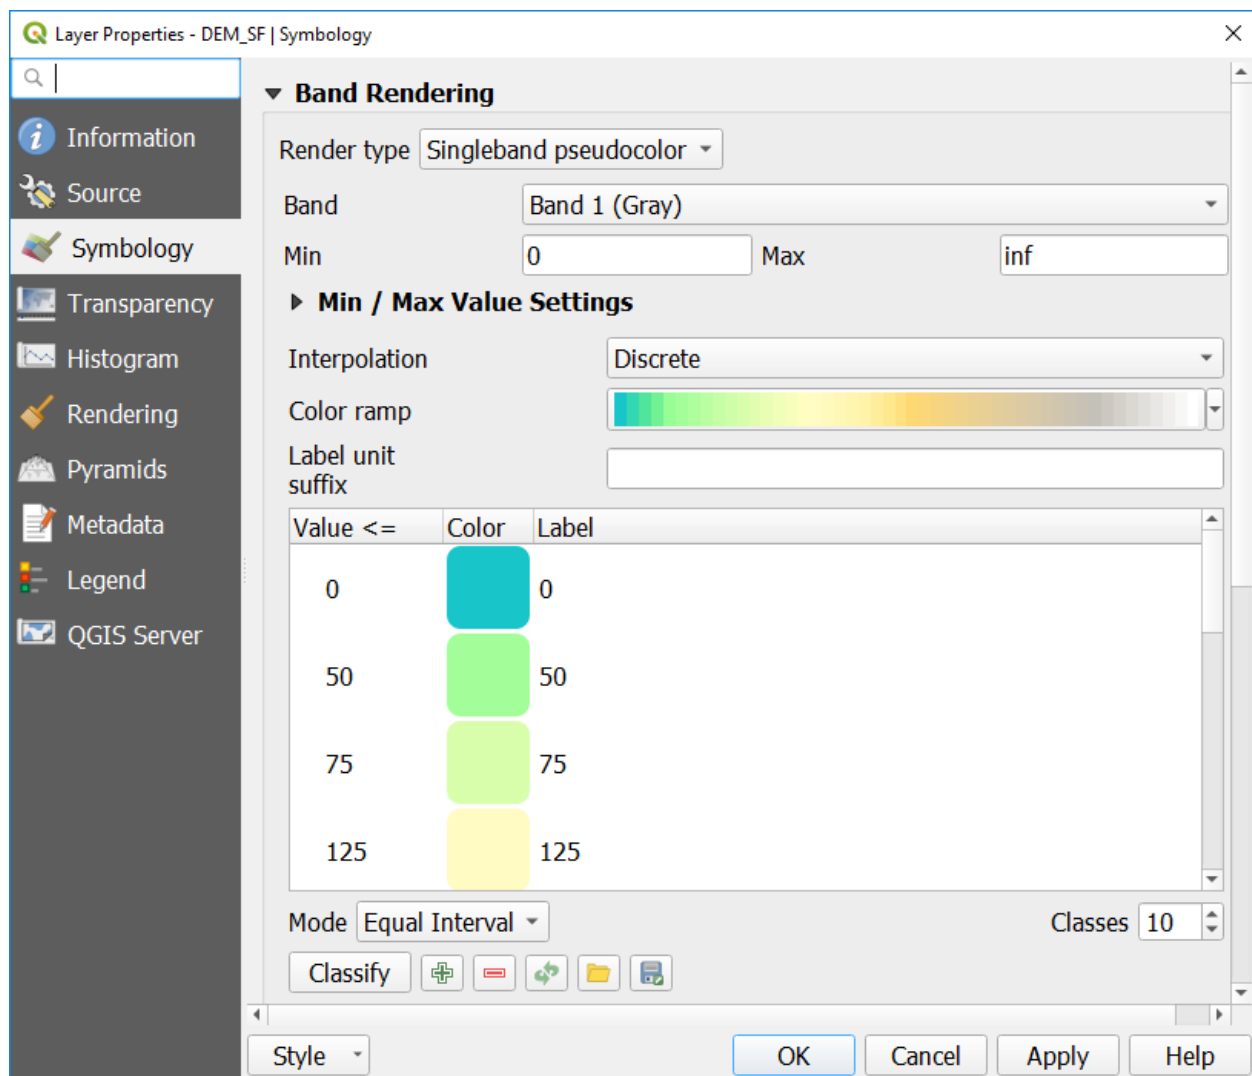 Layer Properties - DEM_SF | Symbology
Information
Source
Symbology
Transparency
Histogram
Rendering
Pyramids
Metadata
Legend
QGIS Server
Band Rendering
Render type Singleband pseudocolor
Band Band 1 (Gray)
Min 0 Max inf
Min / Max Value Settings
Interpolation Discrete
Color ramp
Label unit
suffix
Value <= Color Label
0 0
50 50
75 75
125 125
Mode Equal Interval Classes 10
Classify
Style OK Cancel Apply Help